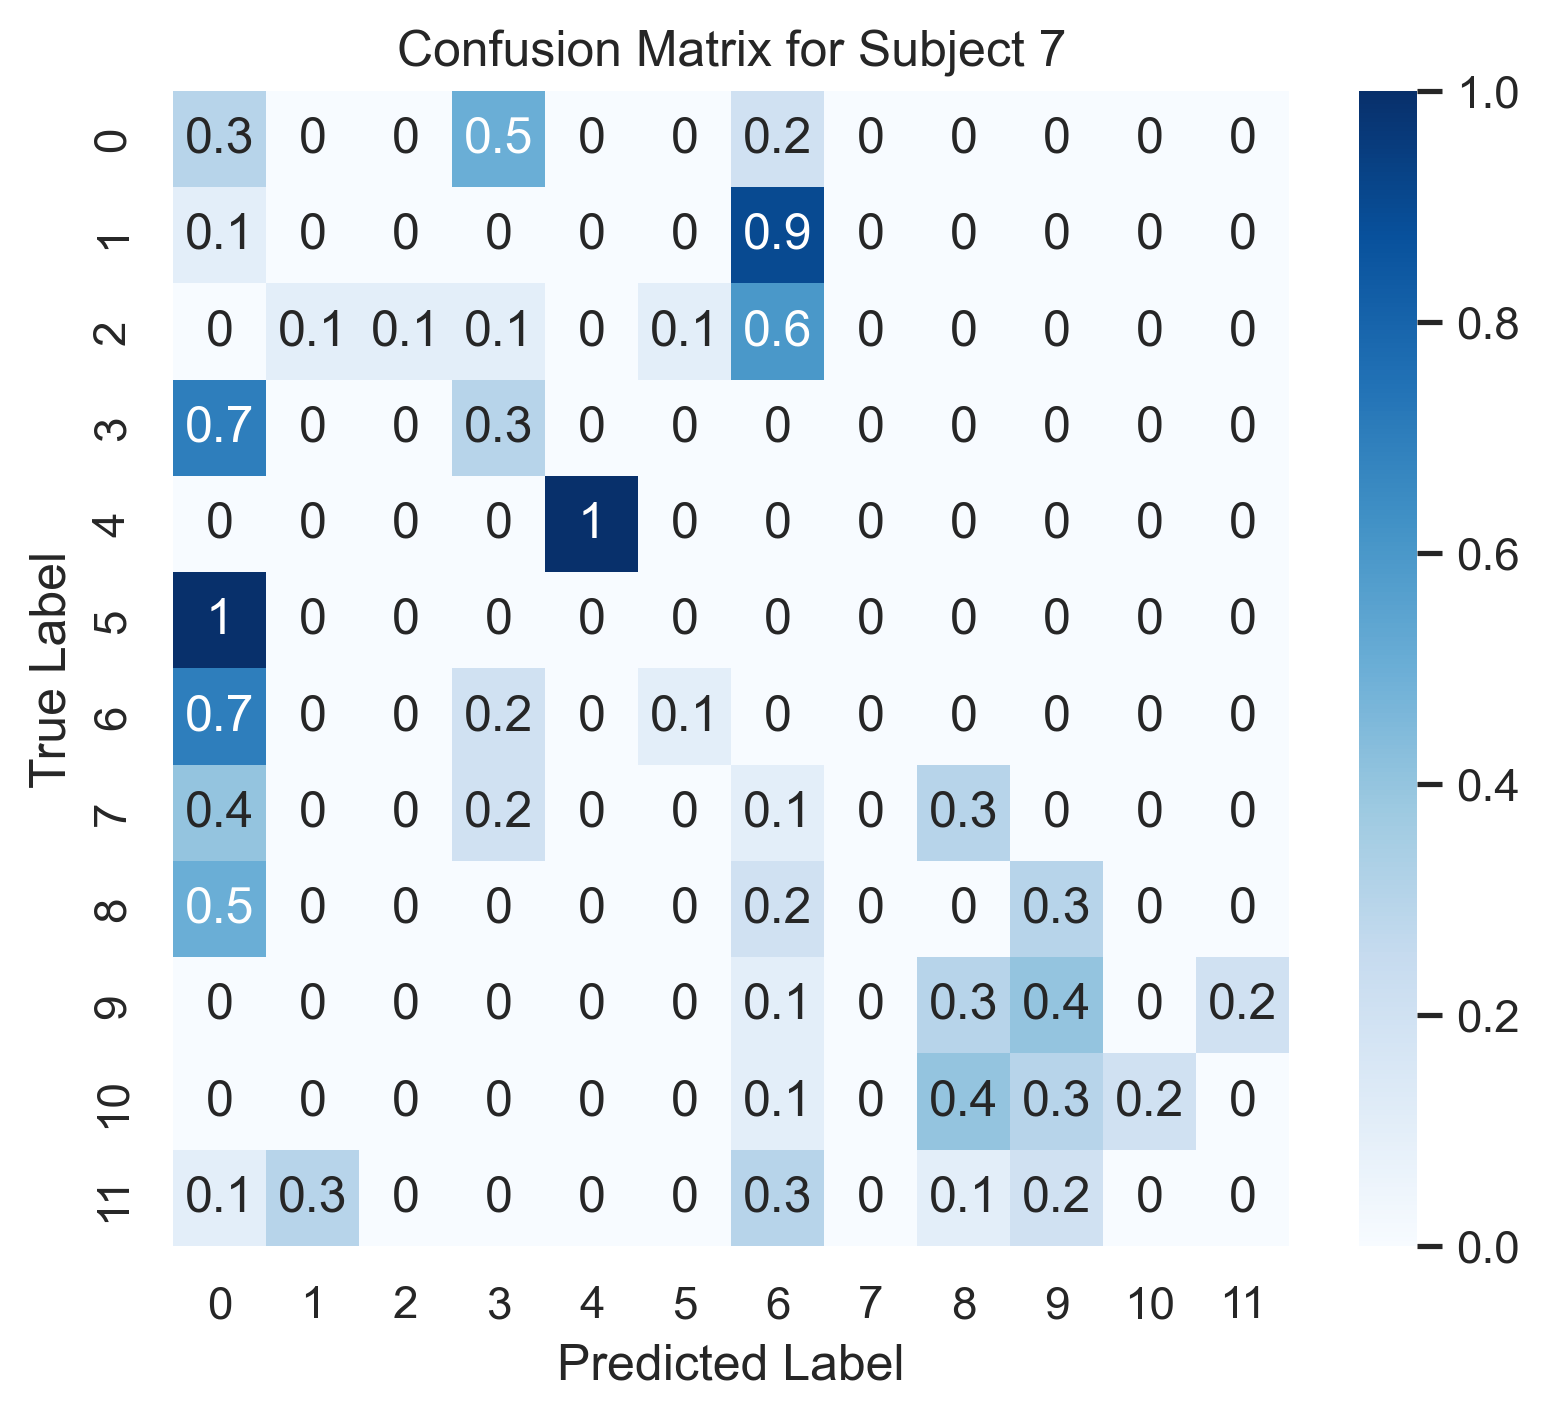 Confusion Matrix for Subject 7
0 0.3 0 0 0.5 0 0 0.2 0 0 0 0 0
1 0.1 0 0 0 0 0 0.9 0 0 0 0 0
2 0 0.1 0.1 0.1 0 0.1 0.6 0 0 0 0 0
3 0.7 0 0 0.3 0 0 0 0 0 0 0 0
4 0 0 0 0 1 0 0 0 0 0 0 0
5 1 0 0 0 0 0 0 0 0 0 0 0
6 0.7 0 0 0.2 0 0.1 0 0 0 0 0 0
7 0.4 0 0 0.2 0 0 0.1 0 0.3 0 0 0
8 0.5 0 0 0 0 0 0.2 0 0 0.3 0 0
9 0 0 0 0 0 0 0.1 0 0.3 0.4 0 0.2
10 0 0 0 0 0 0 0.1 0 0.4 0.3 0.2 0
11 0.1 0.3 0 0 0 0 0.3 0 0.1 0.2 0 0
0 1 2 3 4 5 6 7 8 9 10 11
Predicted Label
True Label
1.0
0.8
0.6
0.4
0.2
0.0